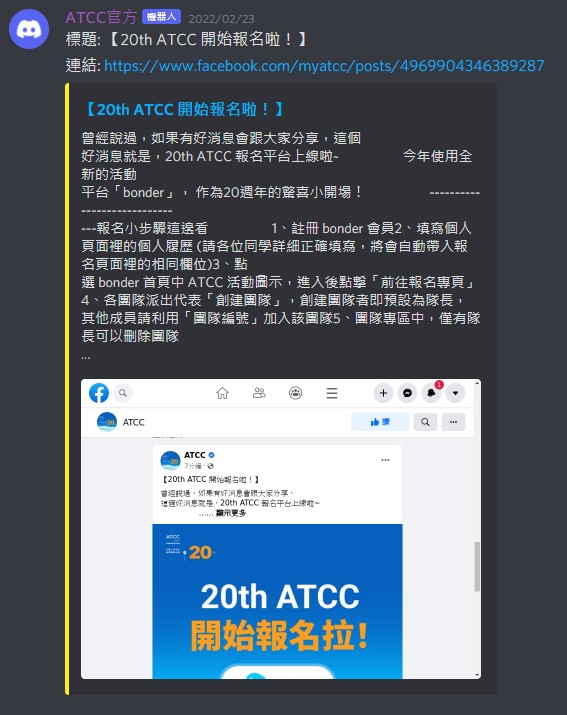 ATCC官方 機器人 2022/02/23
標題:【20th ATCC 開始報名啦！】
連結: https://www.facebook.com/myatcc/posts/4969904346389287
【20th ATCC 開始報名啦！】
曾經說過，如果有好消息會跟大家分享，這個
好消息就是，20th ATCC 報名平台上線啦~ 今年使用全
新的活動
平台「bonder」， 作為20週年的驚喜小開場！ ----------
------------------
---報名小步驟這邊看 1、註冊 bonder 會員2、填寫個人
頁面裡的個人履歷 (請各位同學詳細正確填寫，將會自動帶入報
名頁面裡的相同欄位)3、點
選 bonder 首頁中 ATCC 活動圖示，進入後點擊「前往報名專頁」
4、各團隊派出代表「創建團隊」，創建團隊者即預設為隊長，
其他成員請利用「團隊編號」加入該團隊5、團隊專區中，僅有隊
長可以刪除團隊
...
1
ATCC 讚
ATCC
7分鐘
【20th ATCC 開始報名啦！】
曾經說過，如果有好消息會跟大家分享，
這個好消息就是，20th ATCC 報名平台上線啦~
...... 顯示更多
ATCC
20
20th ATCC
開始報名拉!